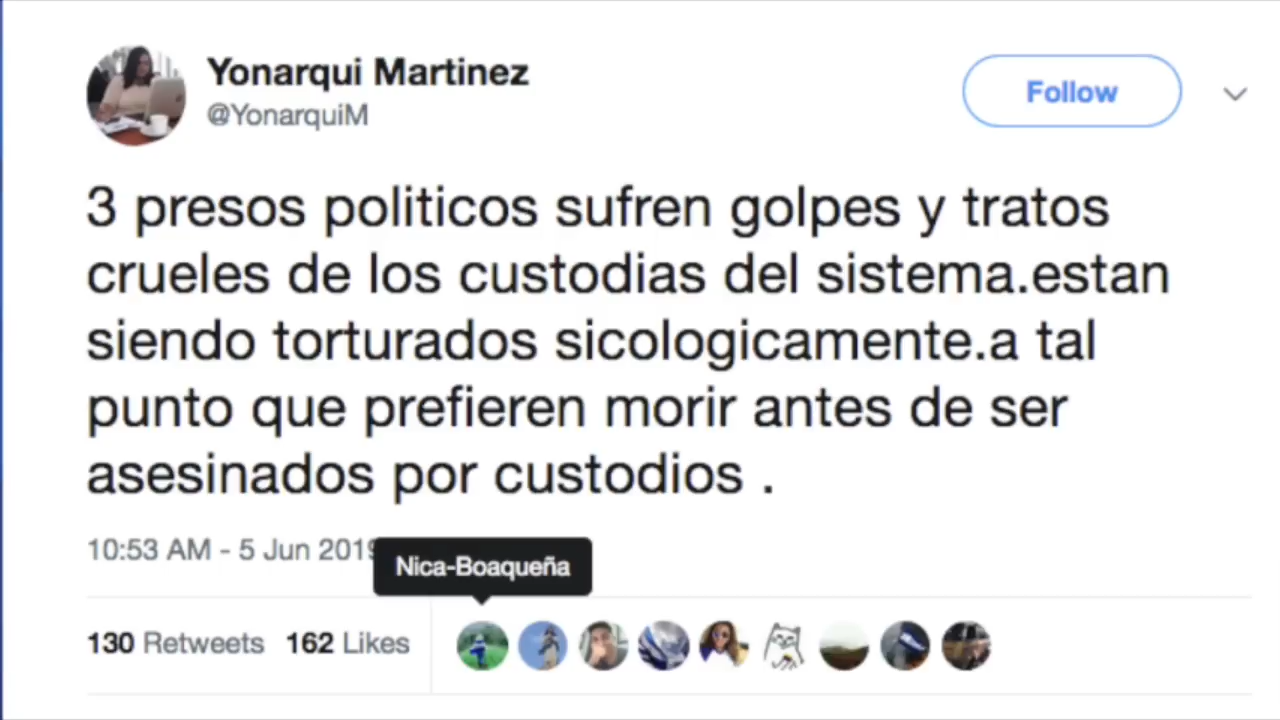 Yonarqui Martinez
@YonarquiM
Follow
3 presos politicos sufren golpes y tratos
crueles de los custodias del sistema.estan
siendo torturados sicologicamente.a tal
punto que prefieren morir antes de ser
asesinados por custodios .
10:53 AM - 5 Jun 2019
Nica-Boaqueña
130 Retweets 162 Likes